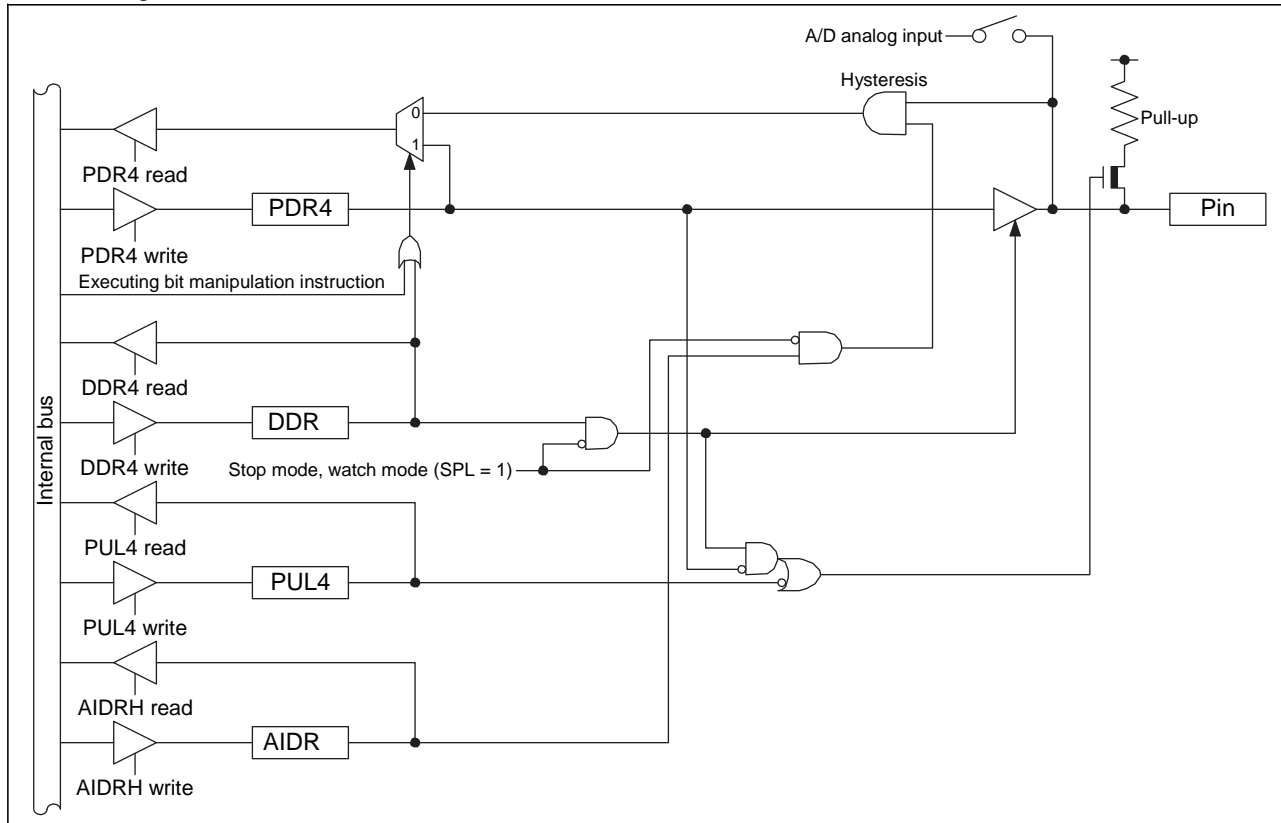 A/D analog input
Hysteresis
Pull-up
0
1
PDR4 read
PDR4
Pin
PDR4 write
Executing bit manipulation instruction
DDR4 read
DDR
DDR4 write
Stop mode, watch mode (SPL = 1)
Internal bus
PUL4 read
PUL4
PUL4 write
AIDRH read
AIDR
AIDRH write